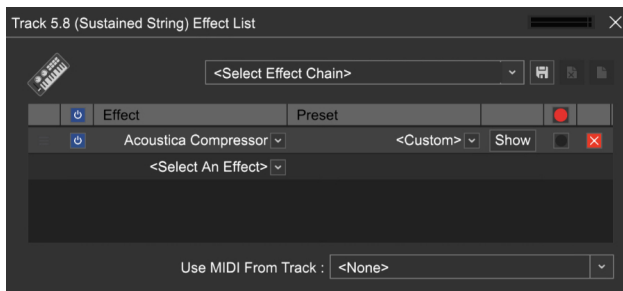 Track 5.8 (Sustained String) Effect List
<Select Effect Chain>
Effect Preset
Acoustica Compressor <Custom> Show
<Select An Effect>
Use MIDI From Track : <None>